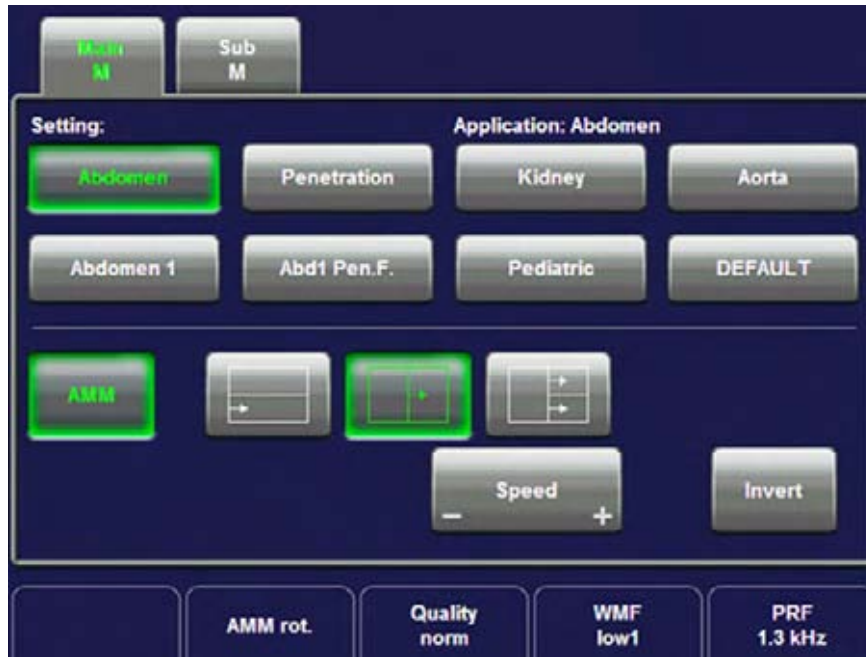 Main
M
Sub
M
Setting:
Application: Abdomen
Abdomen
Penetration
Kidney
Aorta
Abdomen 1
Abd1 Pen.F.
Pediatric
DEFAULT
AMM
Speed
− +
Invert
AMM rot.
Quality
norm
WMF
low1
PRF
1.3 kHz